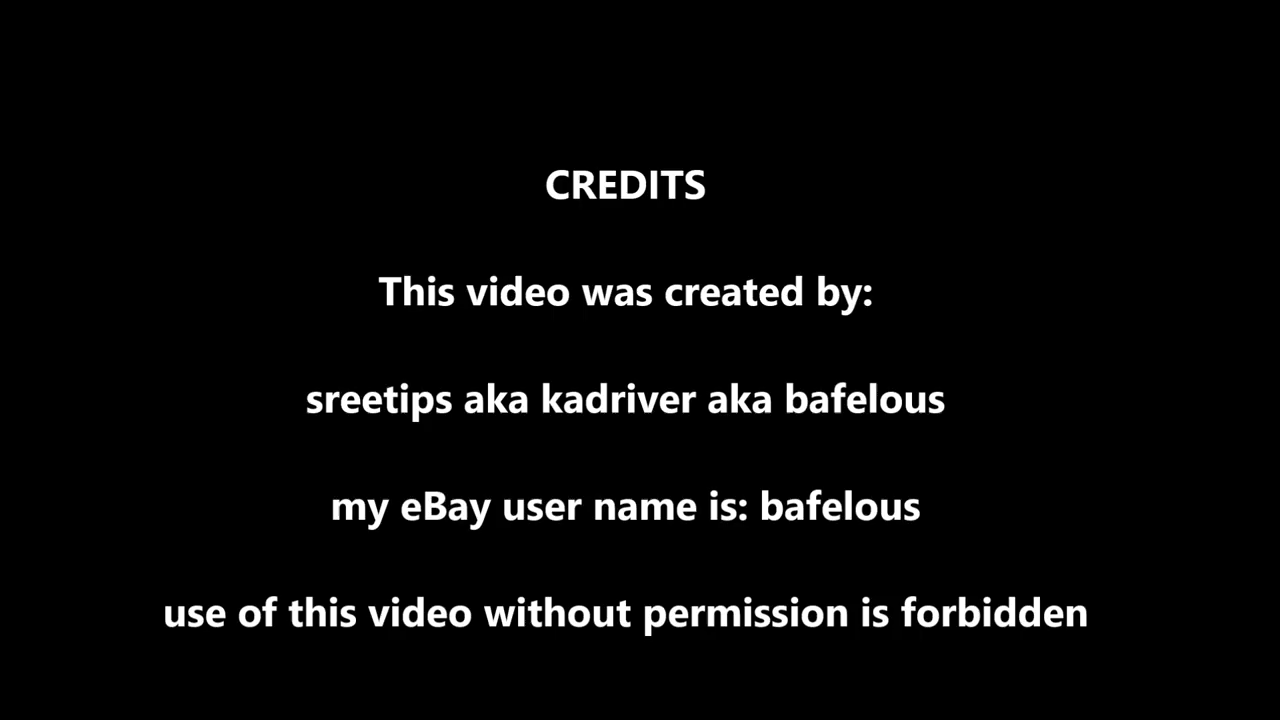 CREDITS
This video was created by:
sreetips aka kadriver aka bafelous
my eBay user name is: bafelous
use of this video without permission is forbidden